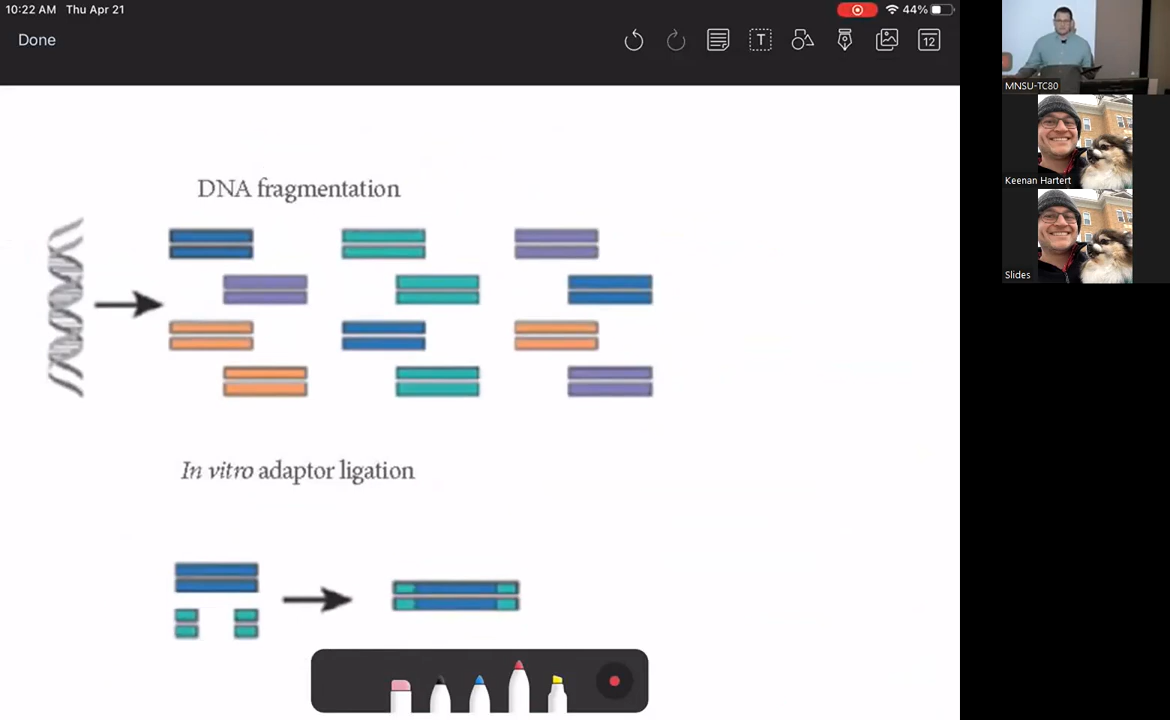 10:22 AM Thu Apr 21
44%
Done
12
DNA fragmentation
In vitro adaptor ligation
MNSU-TC80
Keenan Hartert
Slides